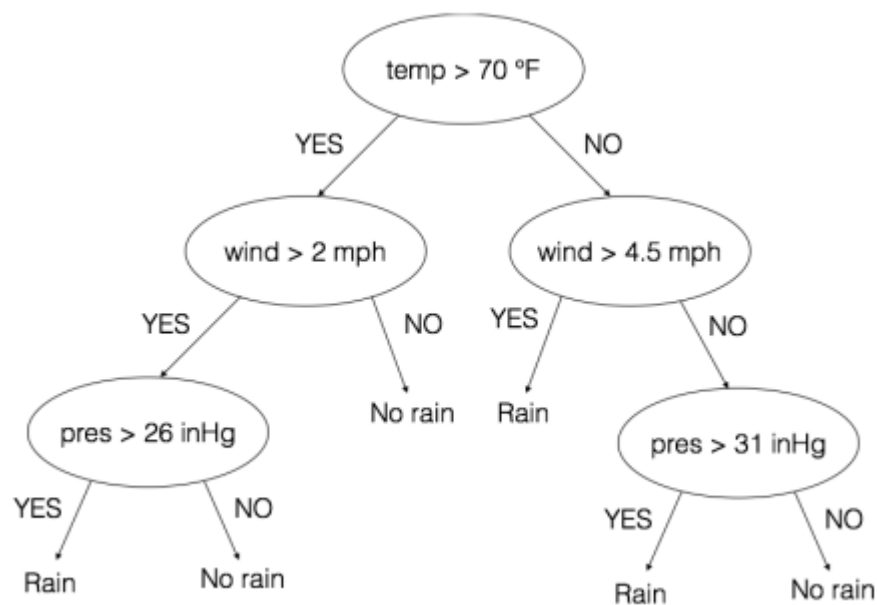 temp > 70 ºF
YES
NO
wind > 2 mph
wind > 4.5 mph
YES
NO
YES
NO
No rain
Rain
pres > 26 inHg
pres > 31 inHg
YES
NO
YES
NO
Rain
No rain
Rain
No rain